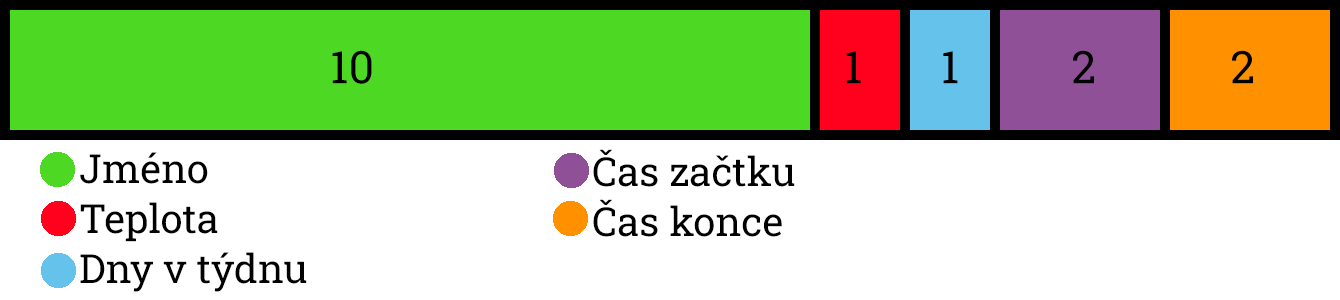 10 1 1 2 2
Jméno
Teplota
Dny v týdnu
Čas začtku
Čas konce